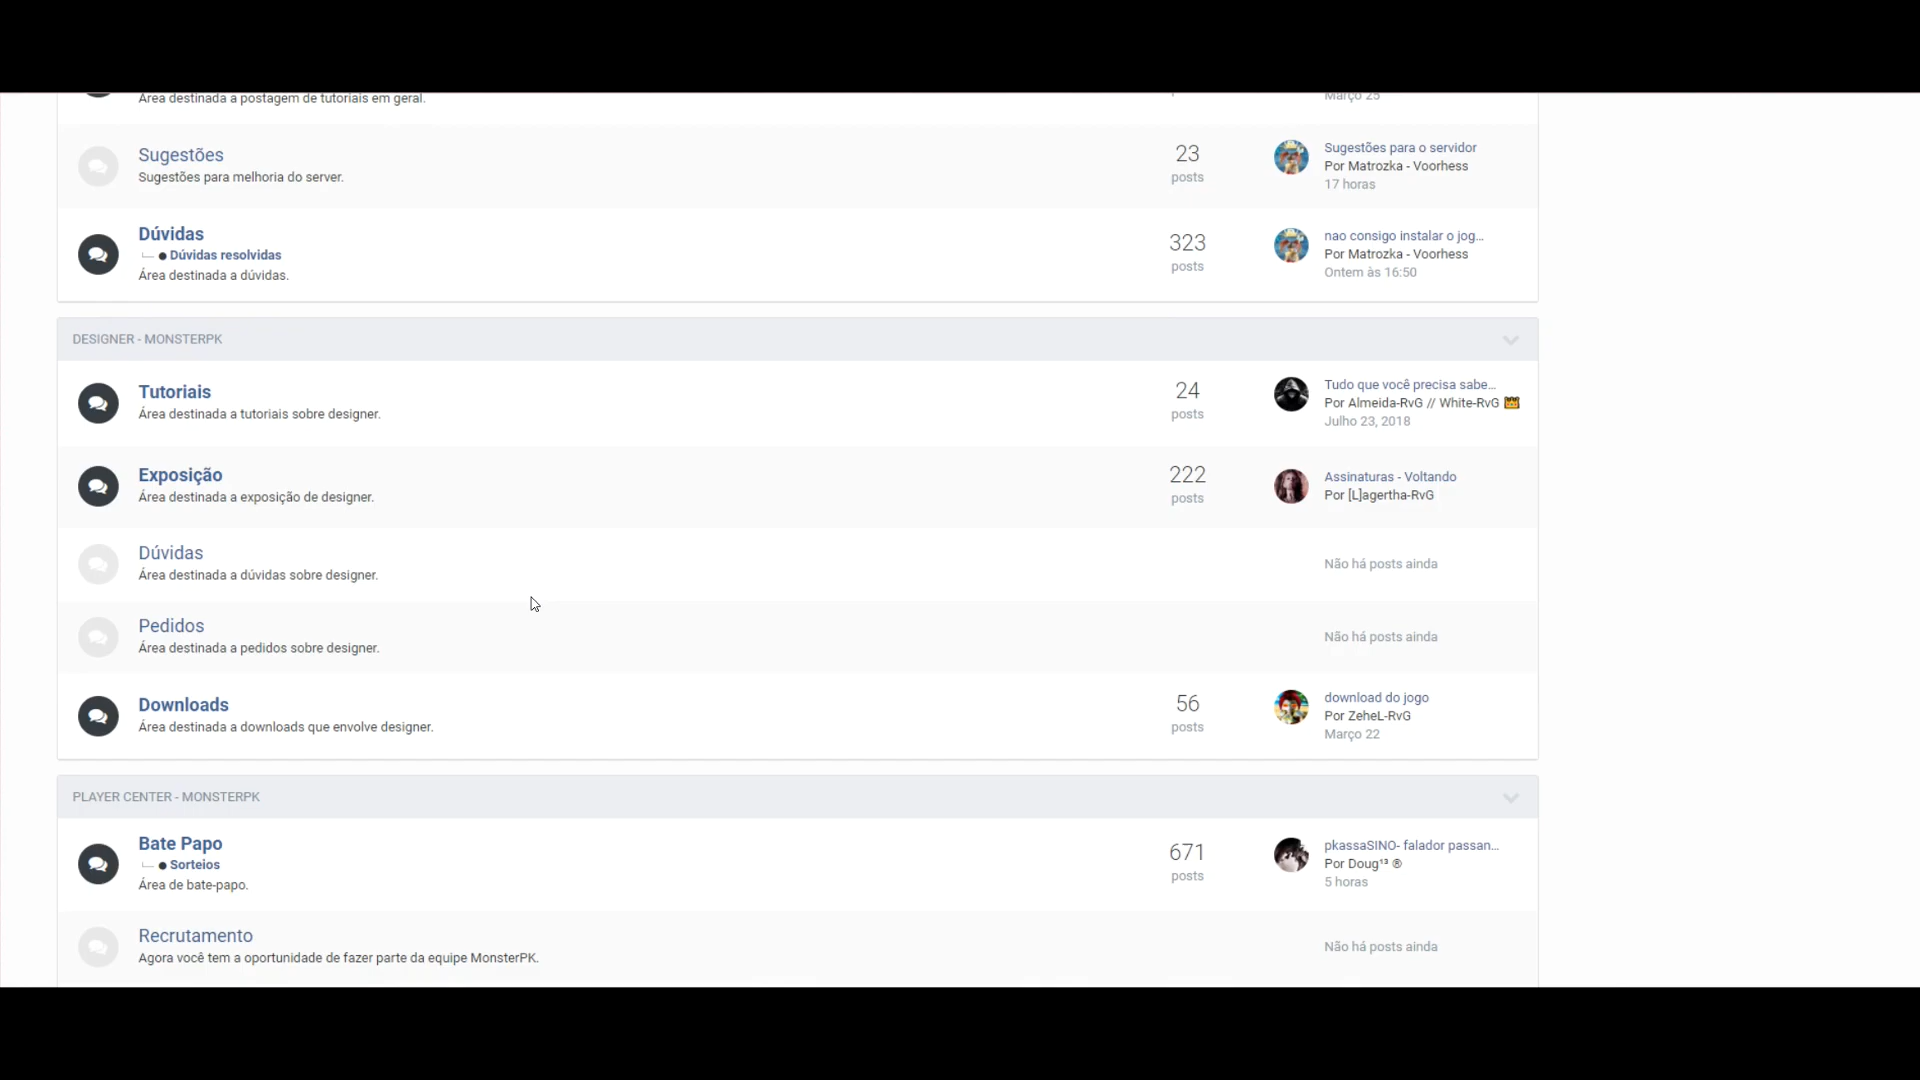 Área destinada a postagem de tutoriais em geral.
Março 25
Sugestões
Sugestões para melhoria do server.
23
posts
Sugestões para o servidor
Por Matrozka - Voorhess
17 horas
Dúvidas
Dúvidas resolvidas
Área destinada a dúvidas.
323
posts
nao consigo instalar o jog...
Por Matrozka - Voorhess
Ontem às 16:50
DESIGNER - MONSTERPK
Tutoriais
Área destinada a tutoriais sobre designer.
24
posts
Tudo que você precisa sabe...
Por Almeida-RvG // White-RvG
Julho 23, 2018
Exposição
Área destinada a exposição de designer.
222
posts
Assinaturas - Voltando
Por [L]agertha-RvG
Dúvidas
Área destinada a dúvidas sobre designer.
Não há posts ainda
Pedidos
Área destinada a pedidos sobre designer.
Não há posts ainda
Downloads
Área destinada a downloads que envolve designer.
56
posts
download do jogo
Por ZeheL-RvG
Março 22
PLAYER CENTER - MONSTERPK
Bate Papo
Sorteios
Área de bate-papo.
671
posts
pkassaSINO- falador passan...
Por Doug¹³ ®
5 horas
Recrutamento
Agora você tem a oportunidade de fazer parte da equipe MonsterPK.
Não há posts ainda